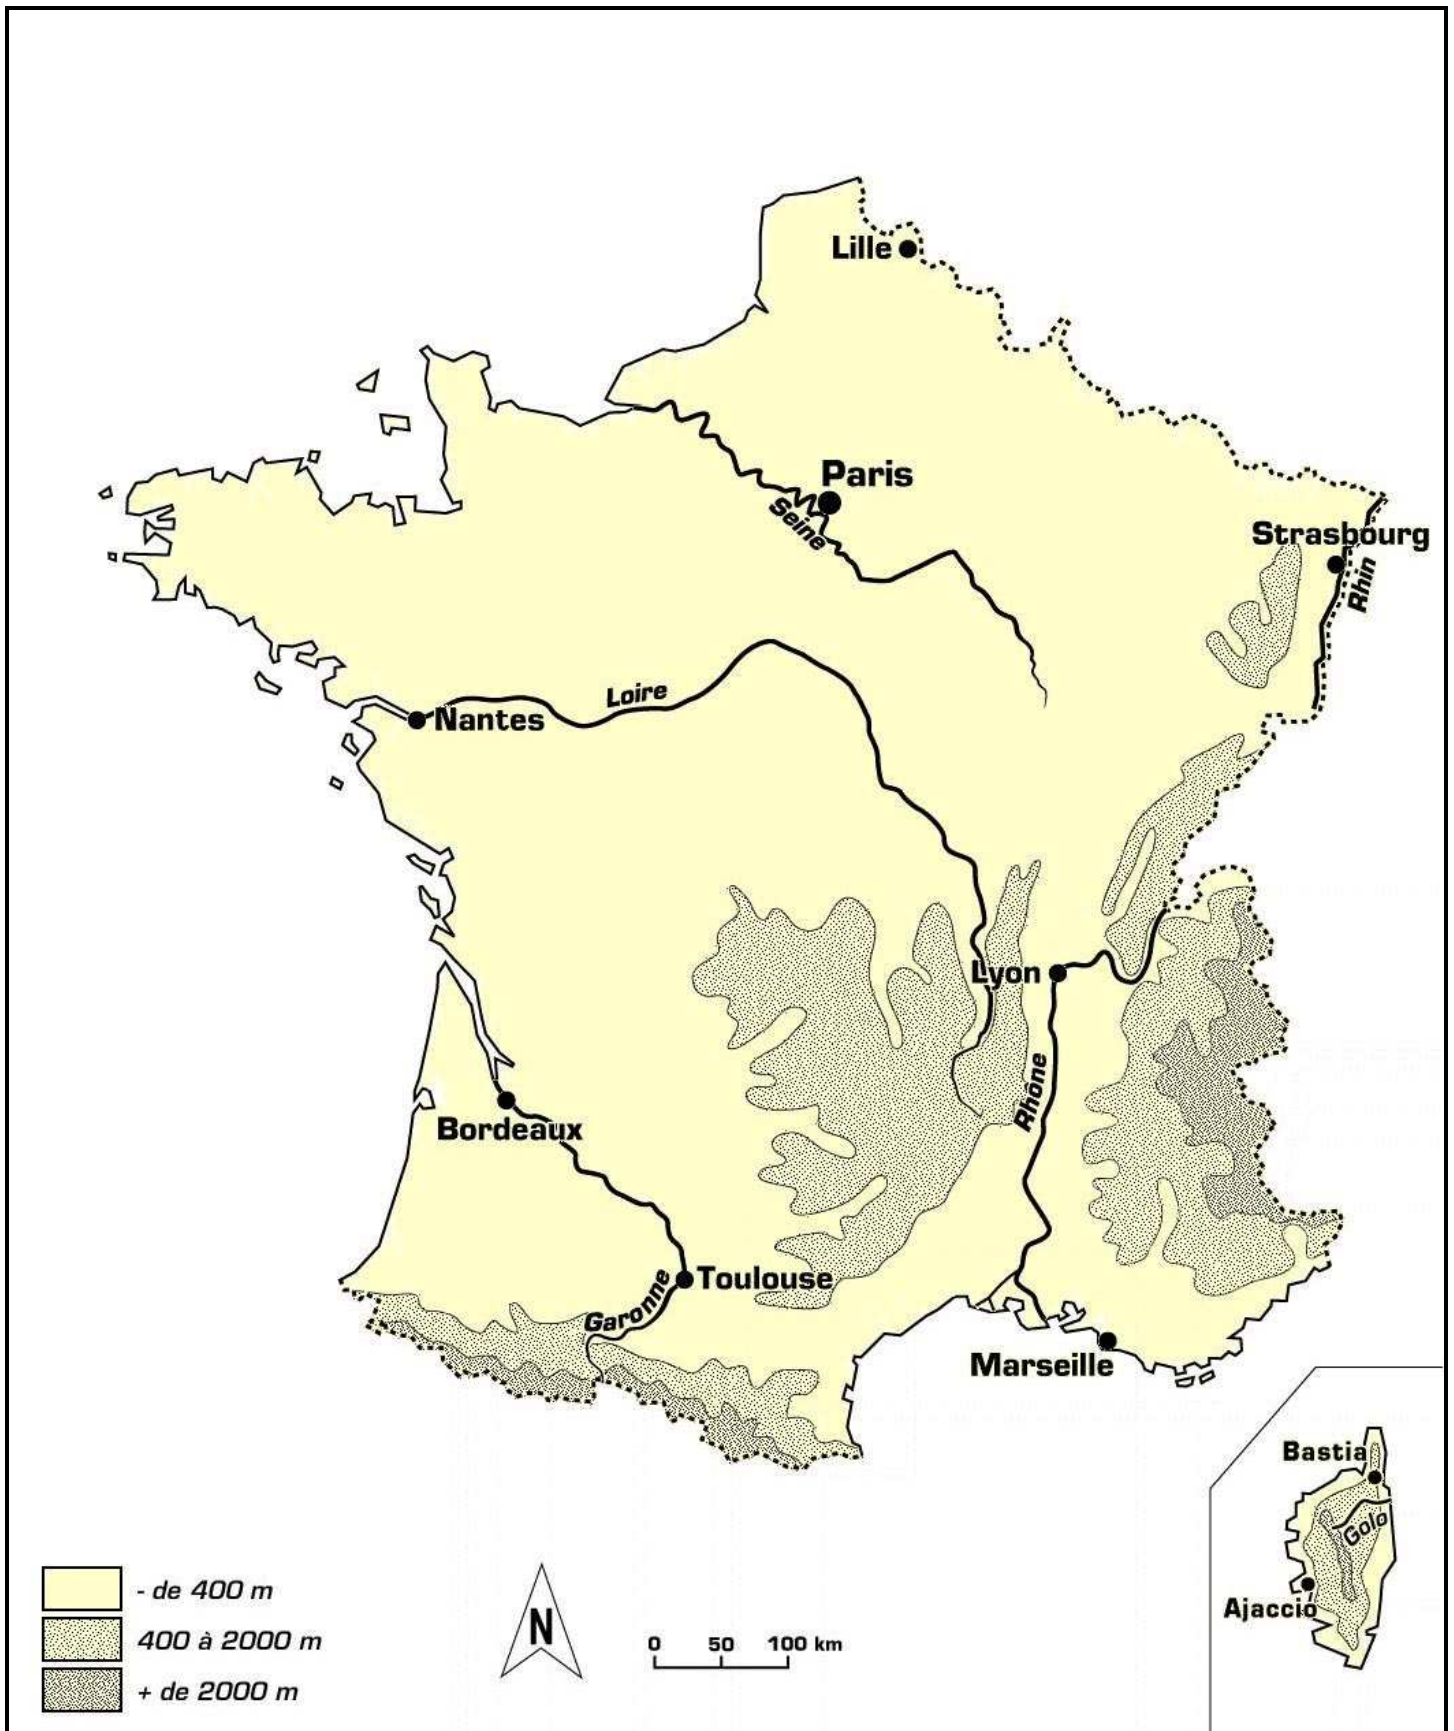 Lille
Paris
Seine
Strasbourg
Rhin
Loire
Nantes
Lyon
Rhône
Bordeaux
Toulouse
Garonne
Marseille
Bastia
Golo
Ajaccio
- de 400 m
400 à 2000 m
+ de 2000 m
N
0 50 100 km